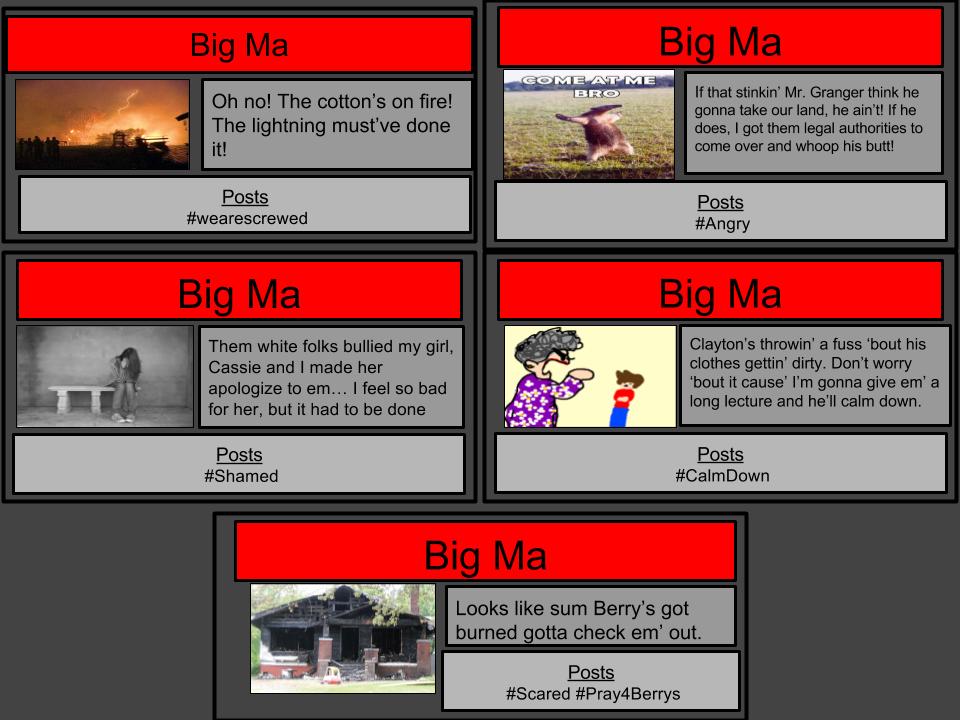 Big Ma
Oh no! The cotton's on fire!
The lightning must've done
it!
Posts
#wearescrewed
Big Ma
COME AT ME
BRO
If that stinkin' Mr. Granger think he
gonna take our land, he ain't! If he
does, I got them legal authorities to
come over and whoop his butt!
Posts
#Angry
Big Ma
Them white folks bullied my girl,
Cassie and I made her
apologize to em… I feel so bad
for her, but it had to be done
Posts
#Shamed
Big Ma
Clayton's throwin' a fuss 'bout his
clothes gettin' dirty. Don't worry
'bout it cause' I'm gonna give em' a
long lecture and he'll calm down.
Posts
#CalmDown
Big Ma
Looks like sum Berry's got
burned gotta check em' out.
Posts
#Scared #Pray4Berrys